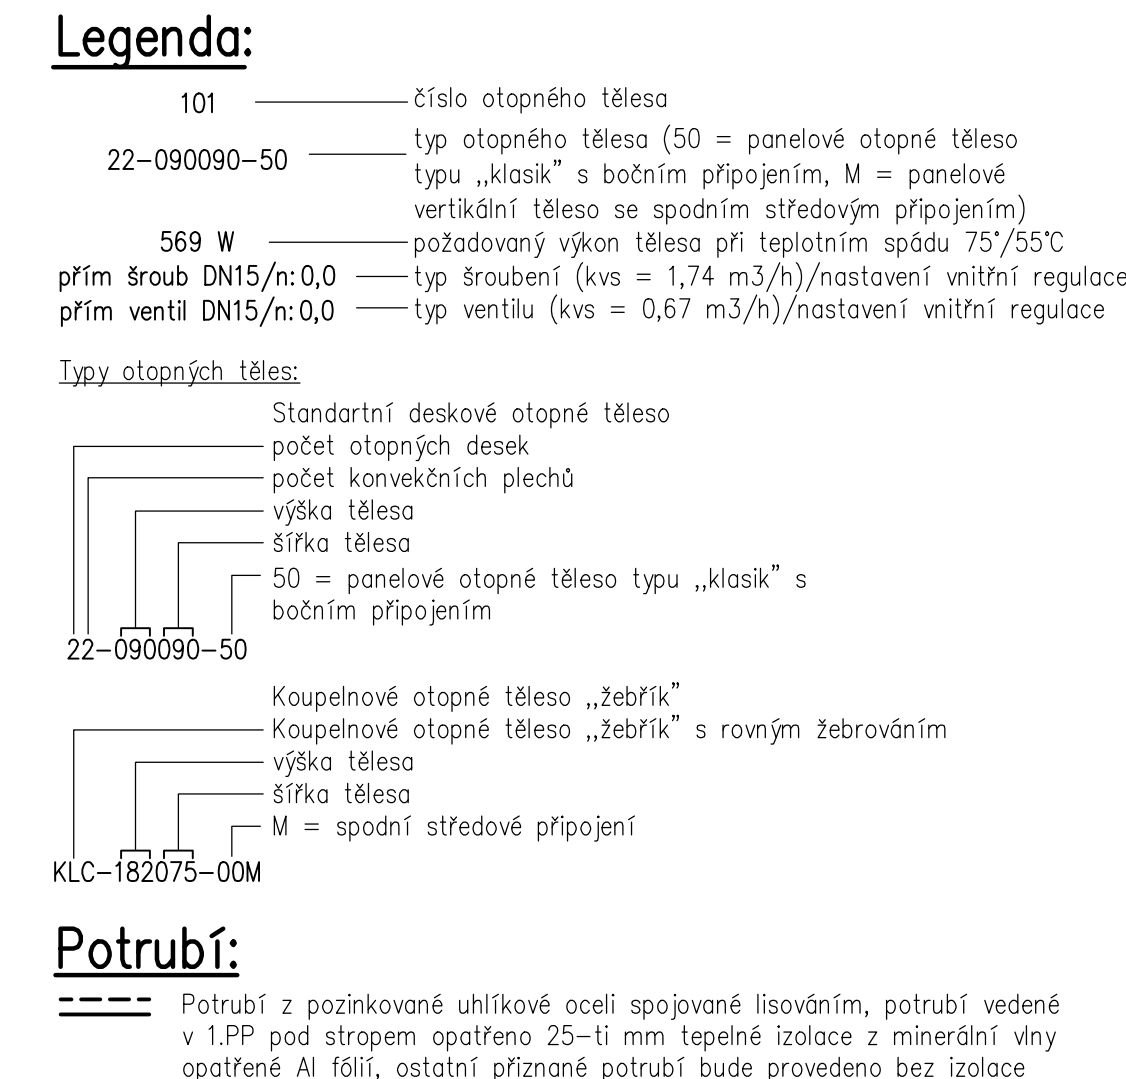 Legenda:
101 číslo otopného tělesa
22-090090-50 typ otopného tělesa (50 = panelové otopné těleso
typu ,,klasik" s bočním připojením, M = panelové
vertikální těleso se spodním středovým připojením)
569 W požadovaný výkon tělesa při teplotním spádu 75°/55°C
přím šroub DN15/n:0,0 typ šroubení (kvs = 1,74 m3/h)/nastavení vnitřní regulace
přím ventil DN15/n:0,0 typ ventilu (kvs = 0,67 m3/h)/nastavení vnitřní regulace
Typy otopných těles:
Standartní deskové otopné těleso
počet otopných desek
počet konvekčních plechů
výška tělesa
šířka tělesa
50 = panelové otopné těleso typu ,,klasik" s
bočním připojením
22-090090-50
Koupelnové otopné těleso ,,žebřík"
Koupelnové otopné těleso ,,žebřík" s rovným žebrováním
výška tělesa
šířka tělesa
M = spodní středové připojení
KLC-182075-00M
Potrubí:
Potrubí z pozinkované uhlíkové oceli spojované lisováním, potrubí vedené
v 1.PP pod stropem opatřeno 25-ti mm tepelné izolace z minerální vlny
opatřené Al fólií, ostatní přiznané potrubí bude provedeno bez izolace